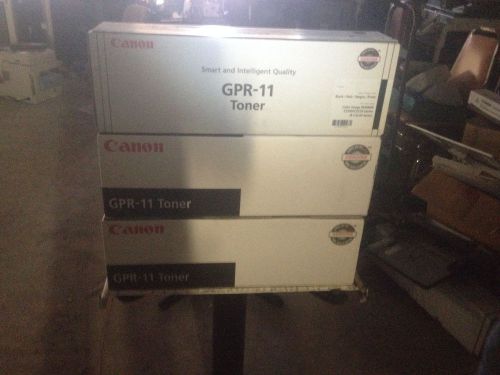 Canon
Smart and Intelligent Quality
GPR-11
Toner
Canon
GPR-11 Toner
Canon
GPR-11 Toner